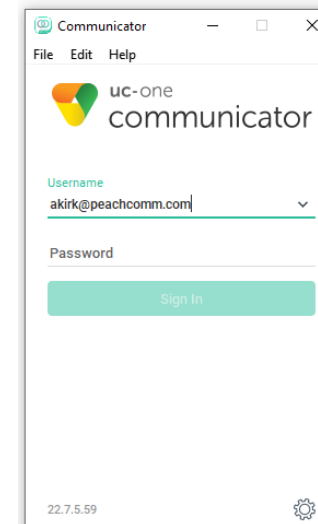 Communicator
File Edit Help
uc-one
communicator
Username
akirk@peachcomm.com
Password
Sign In
22.7.5.59